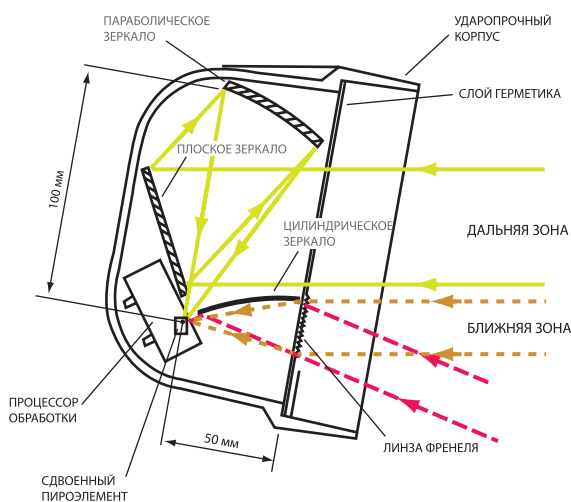 ПАРАБОЛИЧЕСКОЕ
ЗЕРКАЛО
УДАРОПРОЧНЫЙ
КОРПУС
СЛОЙ ГЕРМЕТИКА
ПЛОСКОЕ ЗЕРКАЛО
100 мм
ЦИЛИНДРИЧЕСКОЕ
ЗЕРКАЛО
ДАЛЬНЯЯ ЗОНА
БЛИЖНЯЯ ЗОНА
ПРОЦЕССОР
ОБРАБОТКИ
50 мм
ЛИНЗА ФРЕНЕЛЯ
СДВОЕННЫЙ
ПИРОЭЛЕМЕНТ